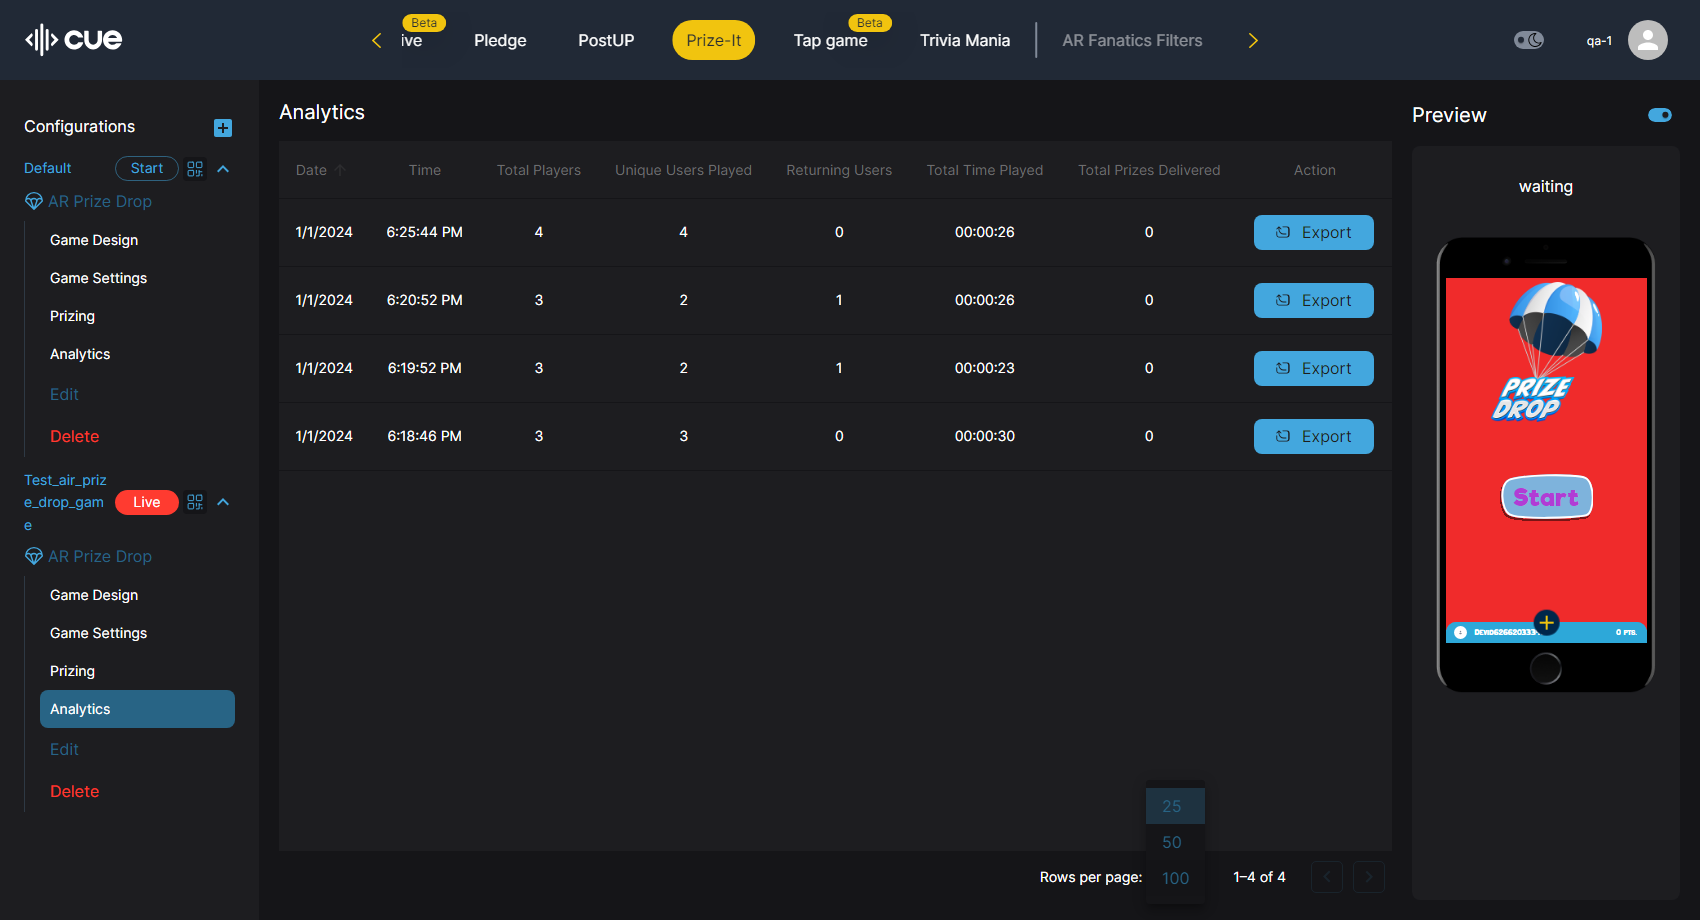 cue
ive
Beta
Pledge
PostUP
Prize-It
Tap game
Beta
Trivia Mania
AR Fanatics Filters
qa-1
Configurations
Default
Start
AR Prize Drop
Game Design
Game Settings
Prizing
Analytics
Edit
Delete
Test_air_priz
e_drop_gam
e
Live
AR Prize Drop
Game Design
Game Settings
Prizing
Analytics
Edit
Delete
Analytics
Date Time Total Players Unique Users Played Returning Users Total Time Played Total Prizes Delivered Action
1/1/2024 6:25:44 PM 4 4 0 00:00:26 0 Export
1/1/2024 6:20:52 PM 3 2 1 00:00:26 0 Export
1/1/2024 6:19:52 PM 3 2 1 00:00:23 0 Export
1/1/2024 6:18:46 PM 3 3 0 00:00:30 0 Export
25
50
100
Rows per page:
1–4 of 4
Preview
waiting
PRIZE
DROP
Start
0 PTS.